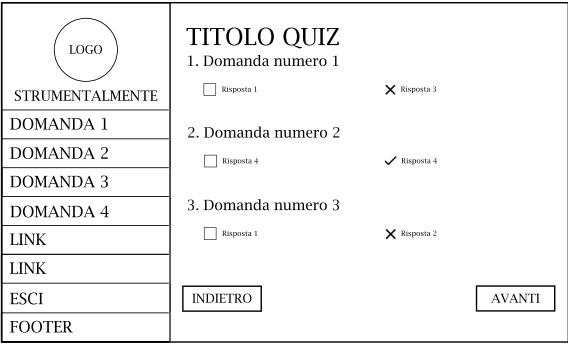 LOGO
STRUMENTALMENTE
DOMANDA 1
DOMANDA 2
DOMANDA 3
DOMANDA 4
LINK
LINK
ESCI
FOOTER
TITOLO QUIZ
1. Domanda numero 1
Risposta 1 Risposta 3
2. Domanda numero 2
Risposta 4 Risposta 4
3. Domanda numero 3
Risposta 1 Risposta 2
INDIETRO AVANTI